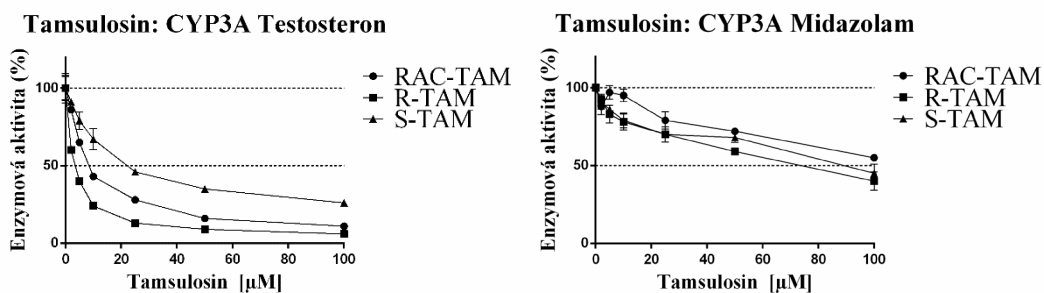 Tamsulosin: CYP3A Testosteron
Enzymová aktivita (%)
100
50
0
0 20 40 60 80 100
Tamsulosin [µM]
RAC-TAM
R-TAM
S-TAM
Tamsulosin: CYP3A Midazolam
Enzymová aktivita (%)
100
50
0
0 20 40 60 80 100
Tamsulosin [µM]
RAC-TAM
R-TAM
S-TAM